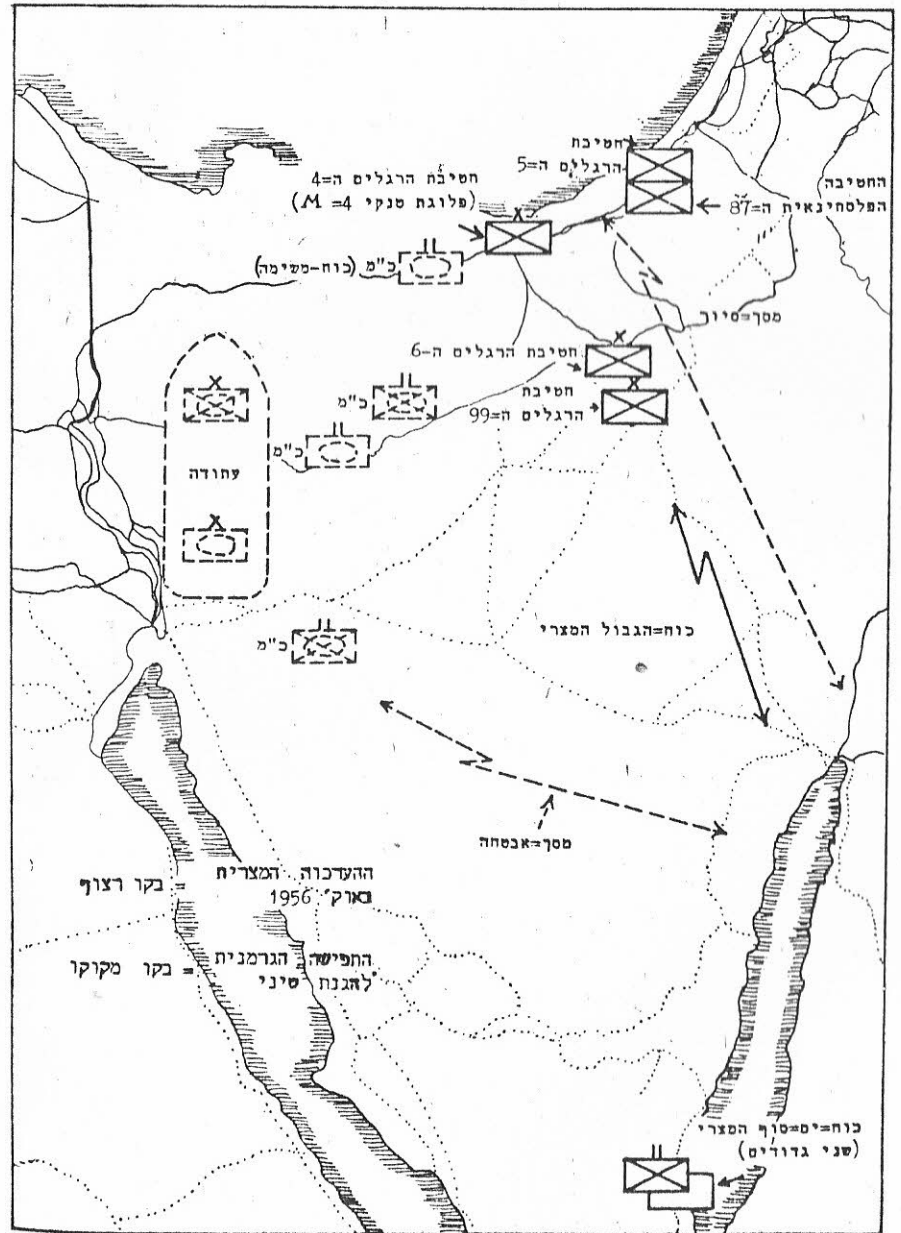 חטיבת
הרגלים ה=5
החטיבה
הפלסטינאית ה=87
חטיבת הרגלים ה=4
(פלוגת טנקי M=4)
כ"מ (כוח-משימה)
מסך=סיור
חטיבת הרגלים ה-6
חטיבת
הרגלים ה=99
כ"מ
כ"מ
עתודה
כוח=הגבול המצרי
כ"מ
מסך=אבטחה
ההערכות המצרית = בקו רצוף
באוק' 1956
התפישה הגרמנית = בקו מקוקו
להגנת סיני
כוח=ים=סוף המצרי
(שני גדודים)